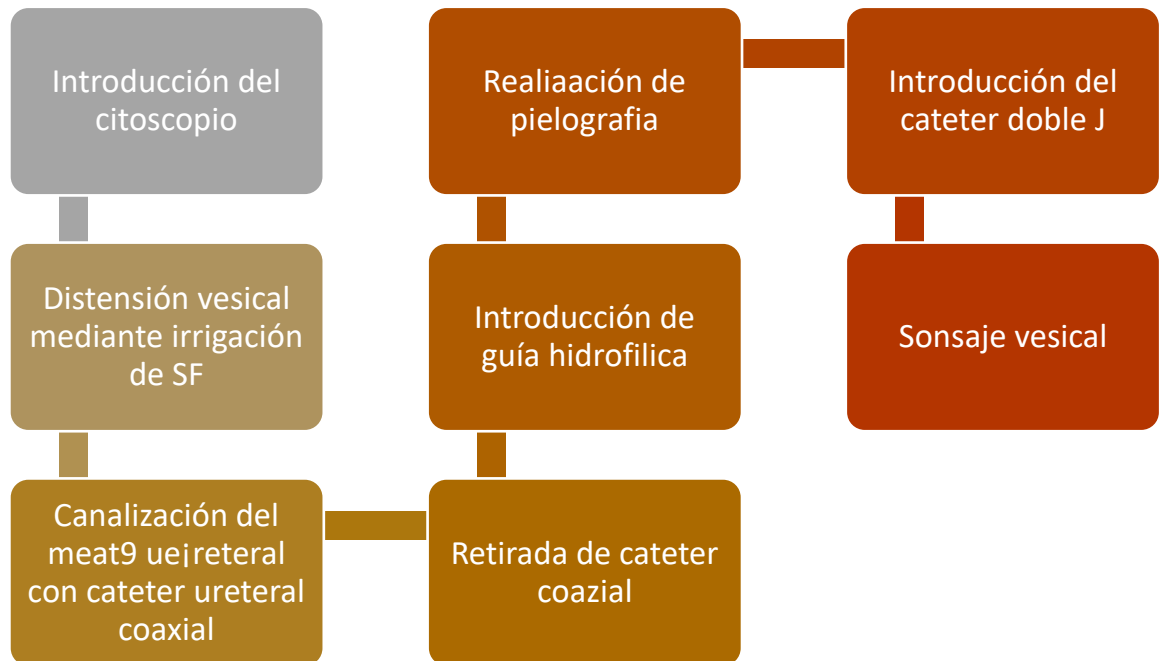 Introducción del
citoscopio
Distensión vesical
mediante irrigación
de SF
Canalización del
meat9 ue¡reteral
con cateter ureteral
coaxial
Retirada de cateter
coazial
Introducción de
guía hidrofilica
Realiaación de
pielografia
Introducción del
cateter doble J
Sonsaje vesical